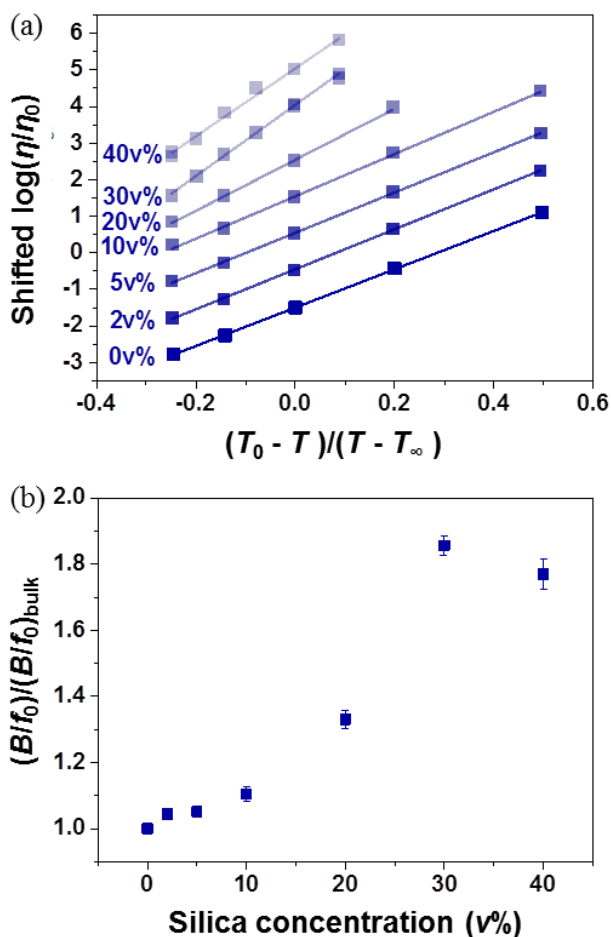 (a)
Shifted log(η/η0)
6
5
4
3
2
1
0
-1
-2
-3
40v%
30v%
20v%
10v%
5v%
2v%
0v%
-0.4 -0.2 0.0 0.2 0.4 0.6
(T0 - T )/(T - T∞ )
(b)
(B/f0)/(B/f0)bulk
2.0
1.8
1.6
1.4
1.2
1.0
0 10 20 30 40
Silica concentration (v%)